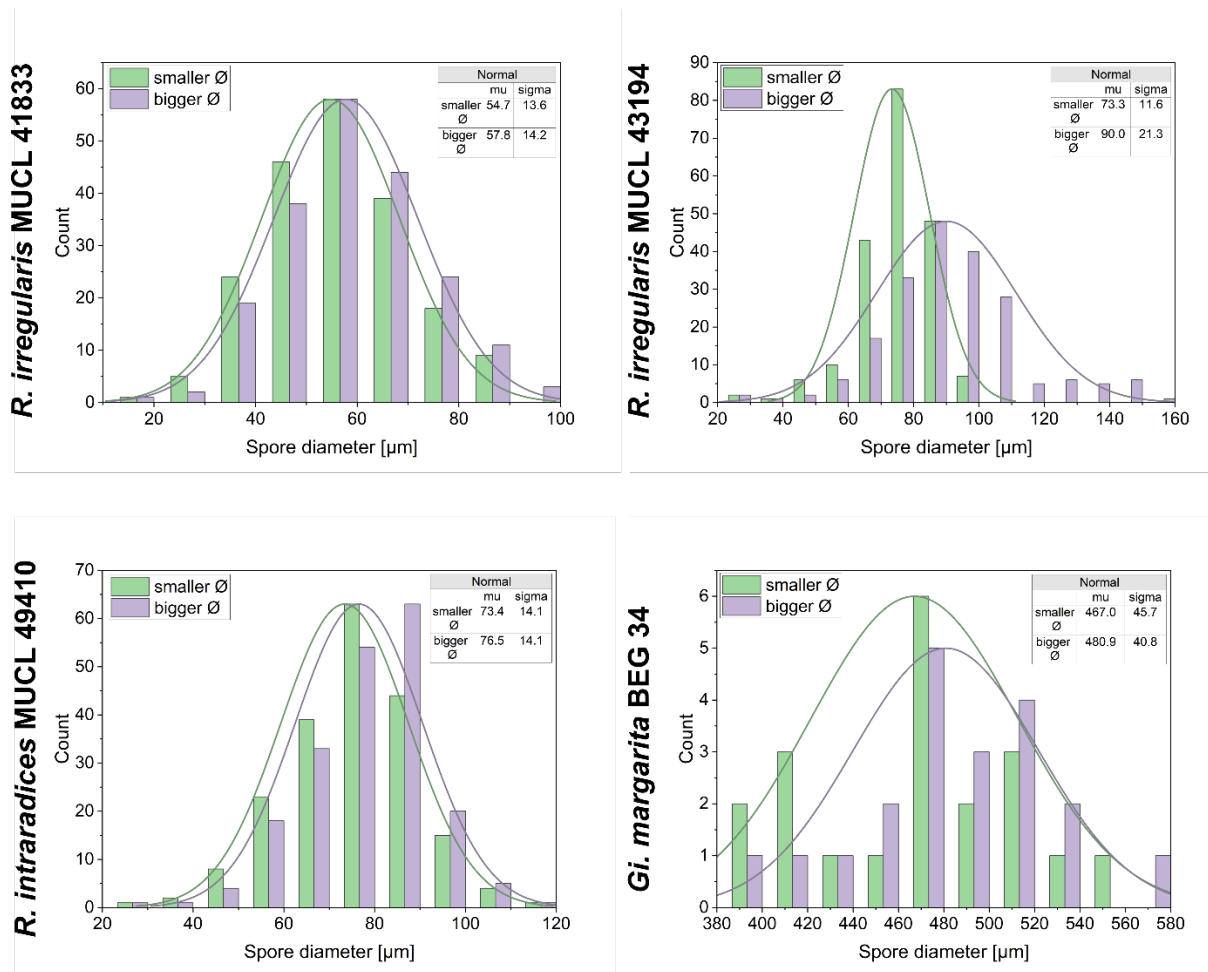 R. irregularis MUCL 41833
smaller Ø
bigger Ø
Normal
mu sigma
smaller Ø 54.7 13.6
bigger Ø 57.8 14.2
Count
60
50
40
30
20
10
0
20 40 60 80 100
Spore diameter [µm]
R. irregularis MUCL 43194
smaller Ø
bigger Ø
Normal
mu sigma
smaller Ø 73.3 11.6
bigger Ø 90.0 21.3
Count
90
80
70
60
50
40
30
20
10
0
20 40 60 80 100 120 140 160
Spore diameter [µm]
R. intraradices MUCL 49410
smaller Ø
bigger Ø
Normal
mu sigma
smaller Ø 73.4 14.1
bigger Ø 76.5 14.1
Count
70
60
50
40
30
20
10
0
20 40 60 80 100 120
Spore diameter [µm]
Gi. margarita BEG 34
smaller Ø
bigger Ø
Normal
mu sigma
smaller Ø 467.0 45.7
bigger Ø 480.9 40.8
Count
6
5
4
3
2
1
0
380 400 420 440 460 480 500 520 540 560 580
Spore diameter [µm]